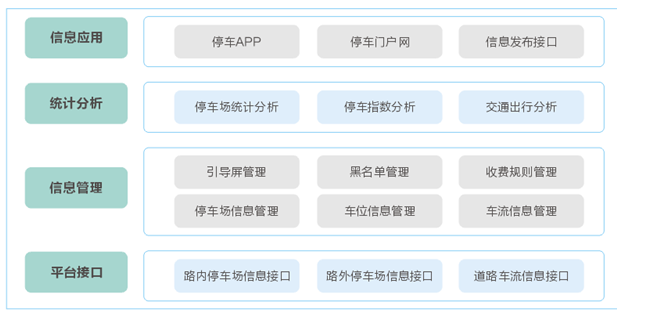 信息应用
停车APP 停车门户网 信息发布接口
统计分析
停车场统计分析 停车指数分析 交通出行分析
信息管理
引导屏管理 黑名单管理 收费规则管理
停车场信息管理 车位信息管理 车流信息管理
平台接口
路内停车场信息接口 路外停车场信息接口 道路车流信息接口